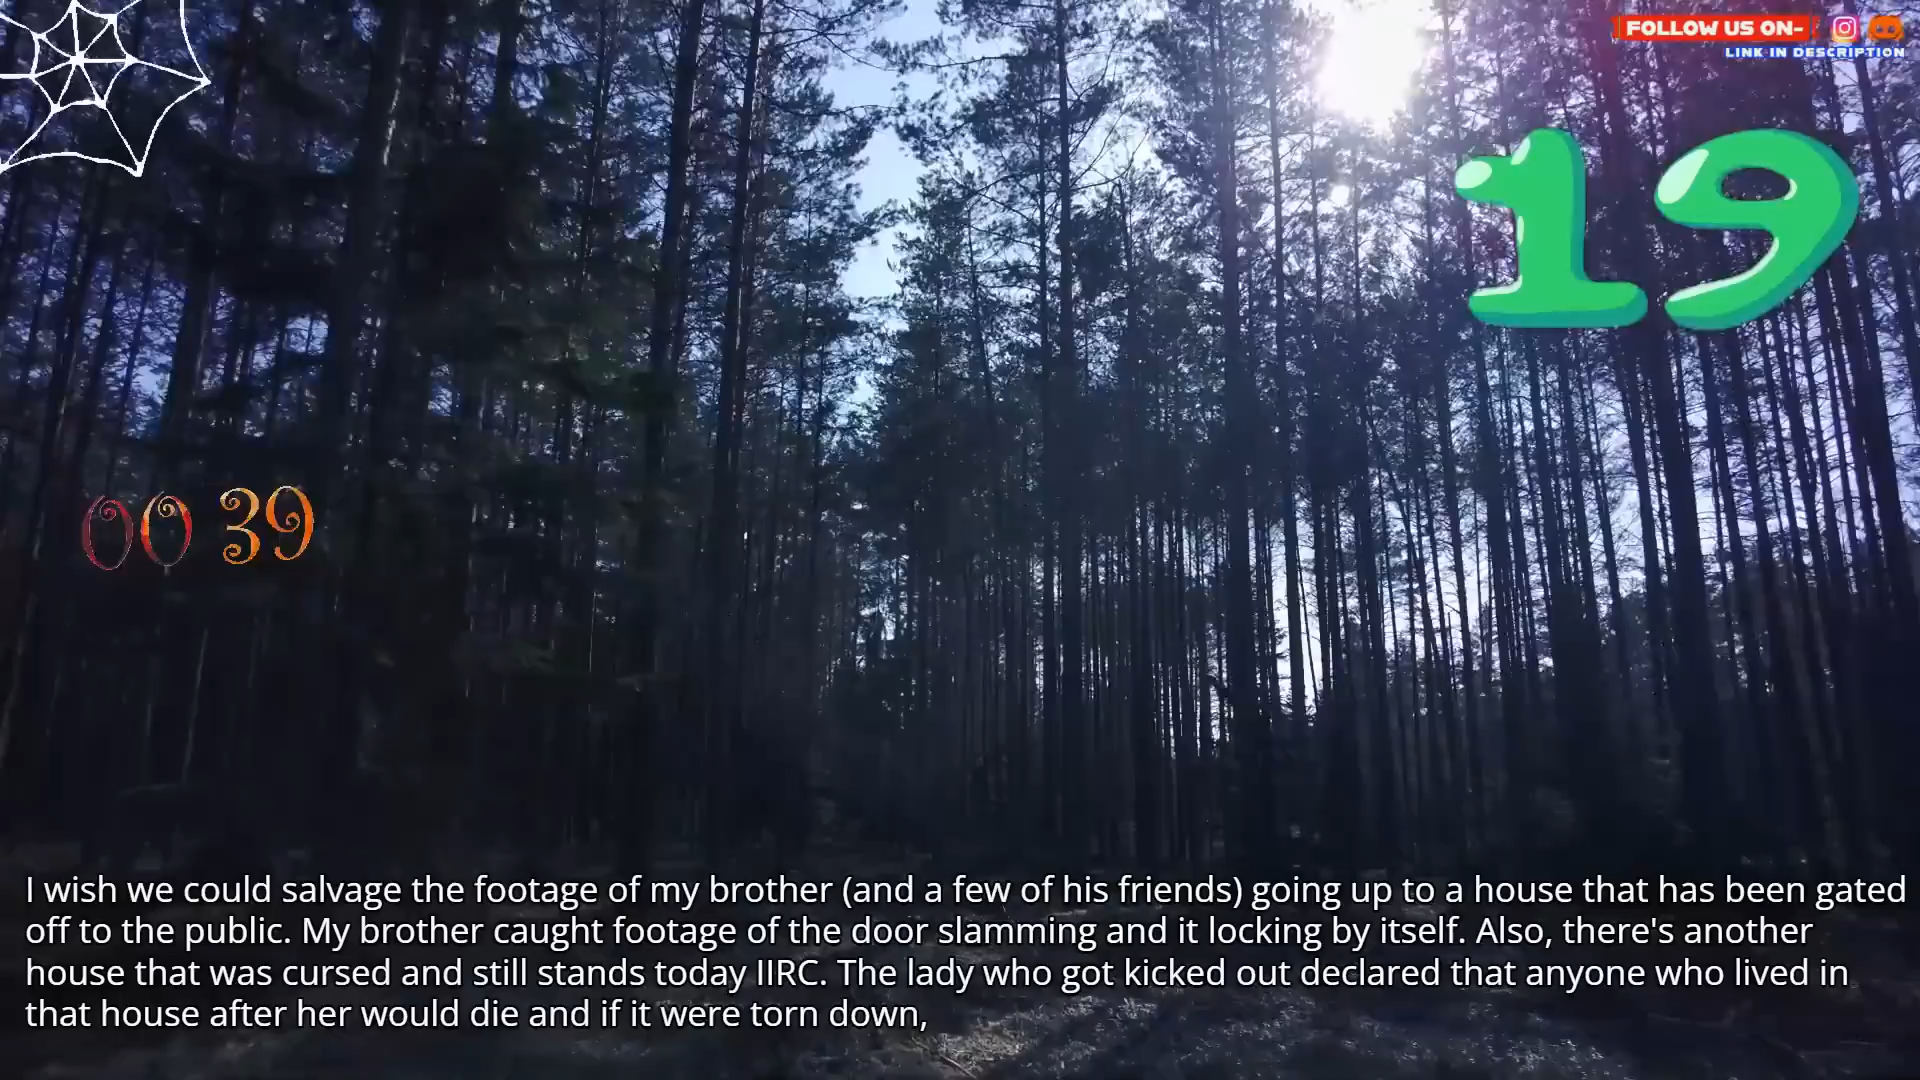 FOLLOW US ON-
LINK IN DESCRIPTION
19
00 39
I wish we could salvage the footage of my brother (and a few of his friends) going up to a house that has been gated
off to the public. My brother caught footage of the door slamming and it locking by itself. Also, there's another
house that was cursed and still stands today IIRC. The lady who got kicked out declared that anyone who lived in
that house after her would die and if it were torn down,